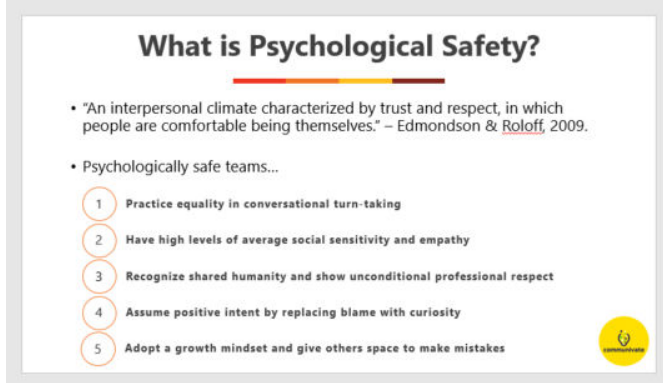 What is Psychological Safety?
• “An interpersonal climate characterized by trust and respect, in which
people are comfortable being themselves.” – Edmondson & Roloff, 2009.
• Psychologically safe teams...
1 Practice equality in conversational turn-taking
2 Have high levels of average social sensitivity and empathy
3 Recognize shared humanity and show unconditional professional respect
4 Assume positive intent by replacing blame with curiosity
5 Adopt a growth mindset and give others space to make mistakes
communivate